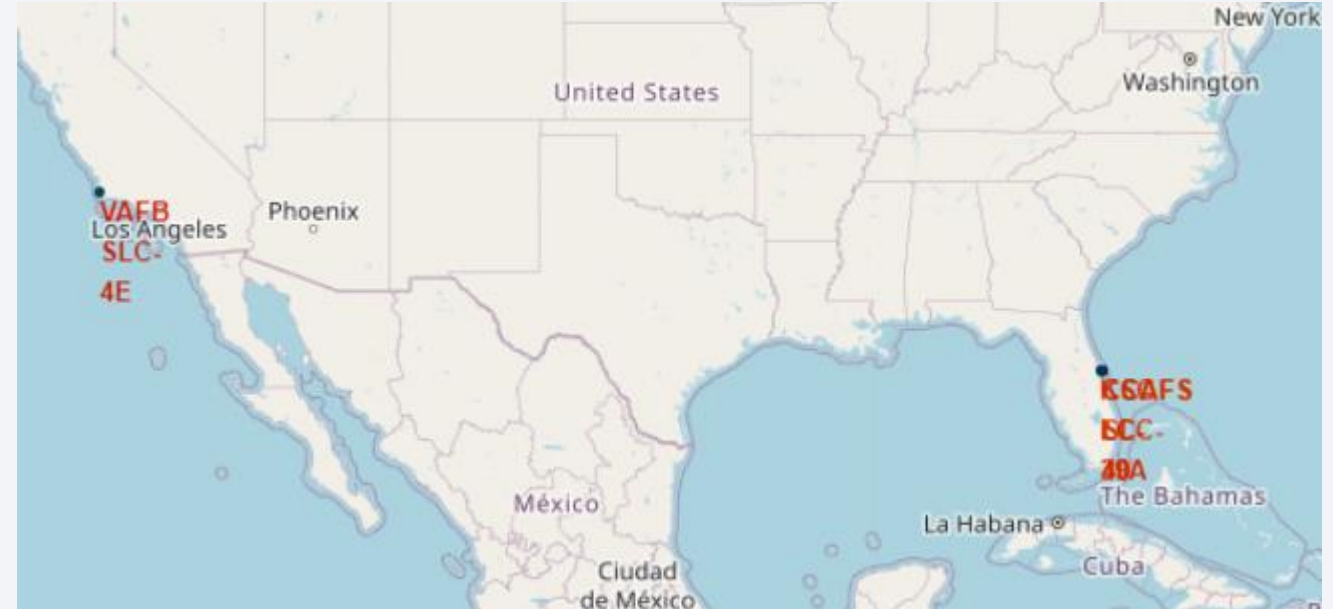 New York
Washington
United States
VAFB
Los Angeles
SLC-
4E
Phoenix
The Bahamas
México
La Habana
Cuba
Ciudad
de México